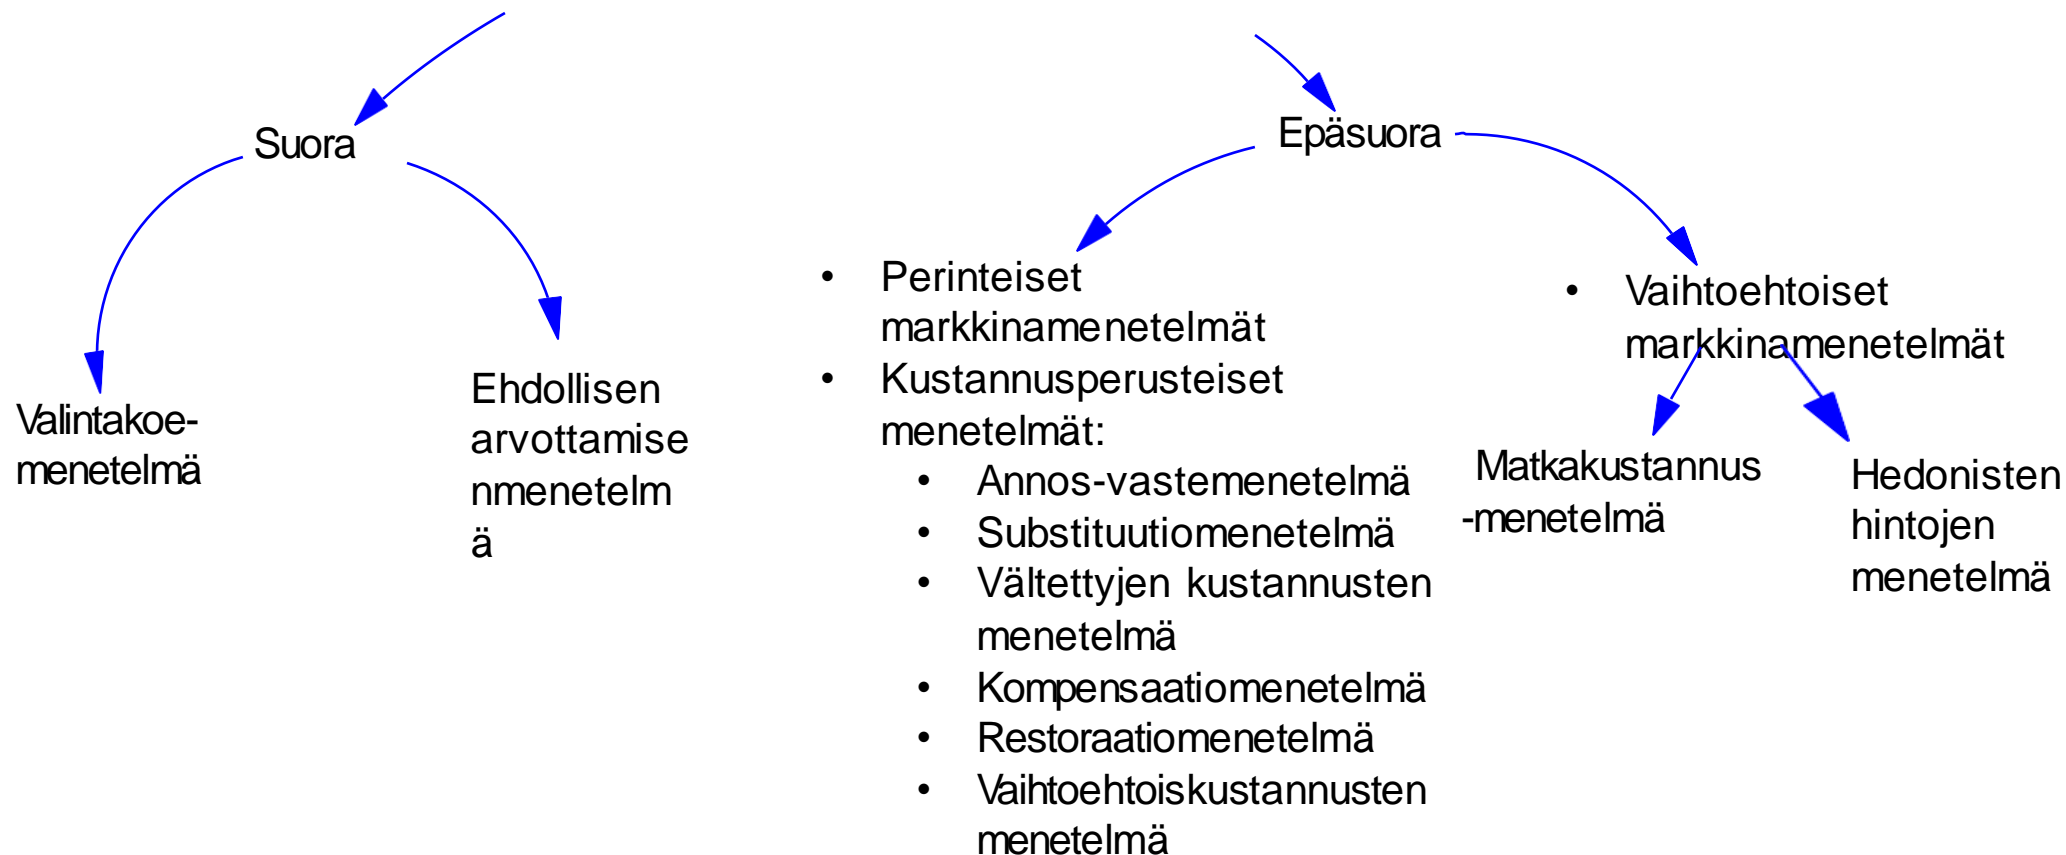 Suora
Epäsuora
Valintakoe-
menetelmä
Ehdollisen
arvottamise
nmenetelm
ä
• Perinteiset
markkinamenetelmät
• Kustannusperusteiset
menetelmät:
• Annos-vastemenetelmä
• Substituutiomenetelmä
• Vältettyjen kustannusten
menetelmä
• Kompensaatiomenetelmä
• Restoraatiomenetelmä
• Vaihtoehtoiskustannusten
menetelmä
• Vaihtoehtoiset
markkinamenetelmät
Matkakustannus
-menetelmä
Hedonisten
hintojen
menetelmä